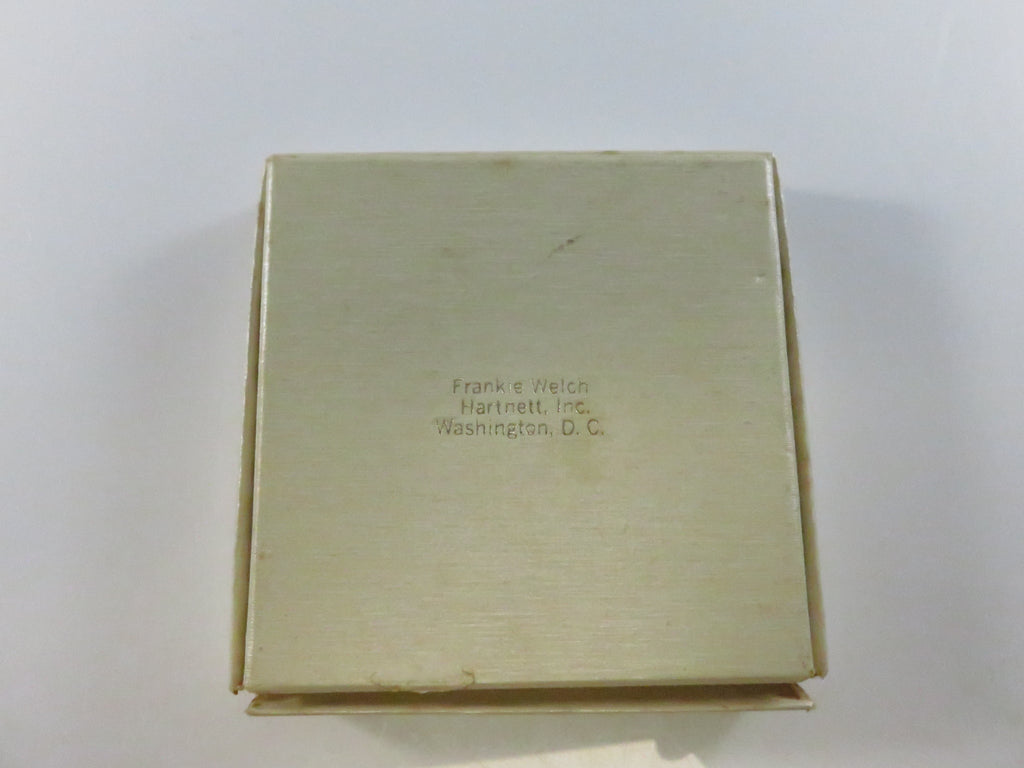 Frankie Welch
Hartnett, Inc.
Washington, D. C.